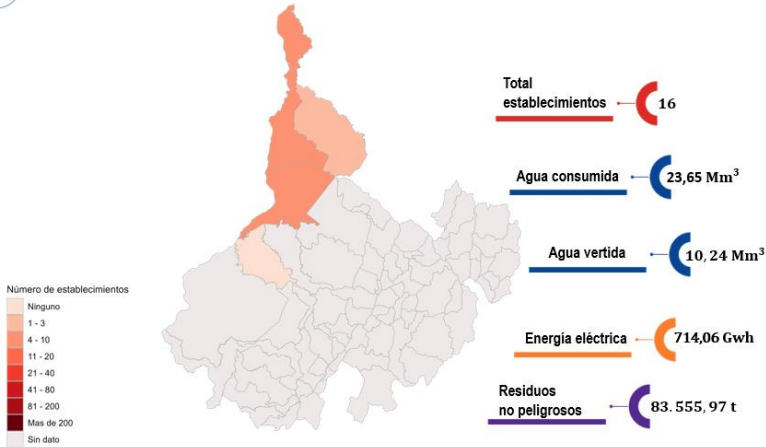 Total
establecimientos
16
Agua consumida
23,65 Mm³
Agua vertida
10, 24 Mm³
Energía eléctrica
714,06 Gwh
Residuos
no peligrosos
83. 555, 97 t
Número de establecimientos
Ninguno
1 - 3
4 - 10
11 - 20
21 - 40
41 - 80
81 - 200
Mas de 200
Sin dato